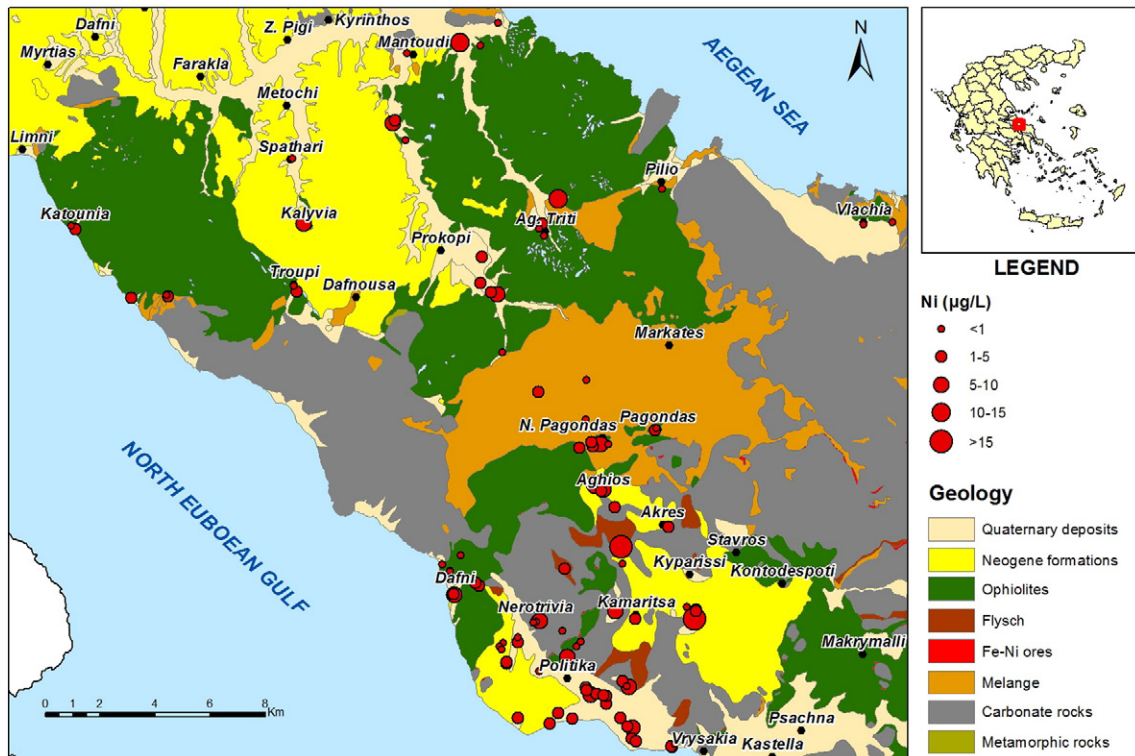 Dafni
Z. Pigi
Kyrinthos
Myrtias
Mantoudi
Farakla
Metochi
Limni
Spathari
Pilio
Katounia
Kalyvia
Ag. Triti
Vlachia
Prokopi
Troupi
Dafnousa
Markates
N. Pagondas
Pagondas
Aghios
Akres
Stavros
Kyparissi
Kontodespoti
Dafni
Nerotrivia
Kamaritsa
Makrymalli
Politika
Psachna
Vrysakia
Kastella
AEGEAN SEA
NORTH EUBOEAN GULF
N
0 1 2 4 6 8
Km
LEGEND
Ni (µg/L)
<1
1-5
5-10
10-15
>15
Geology
Quaternary deposits
Neogene formations
Ophiolites
Flysch
Fe-Ni ores
Melange
Carbonate rocks
Metamorphic rocks